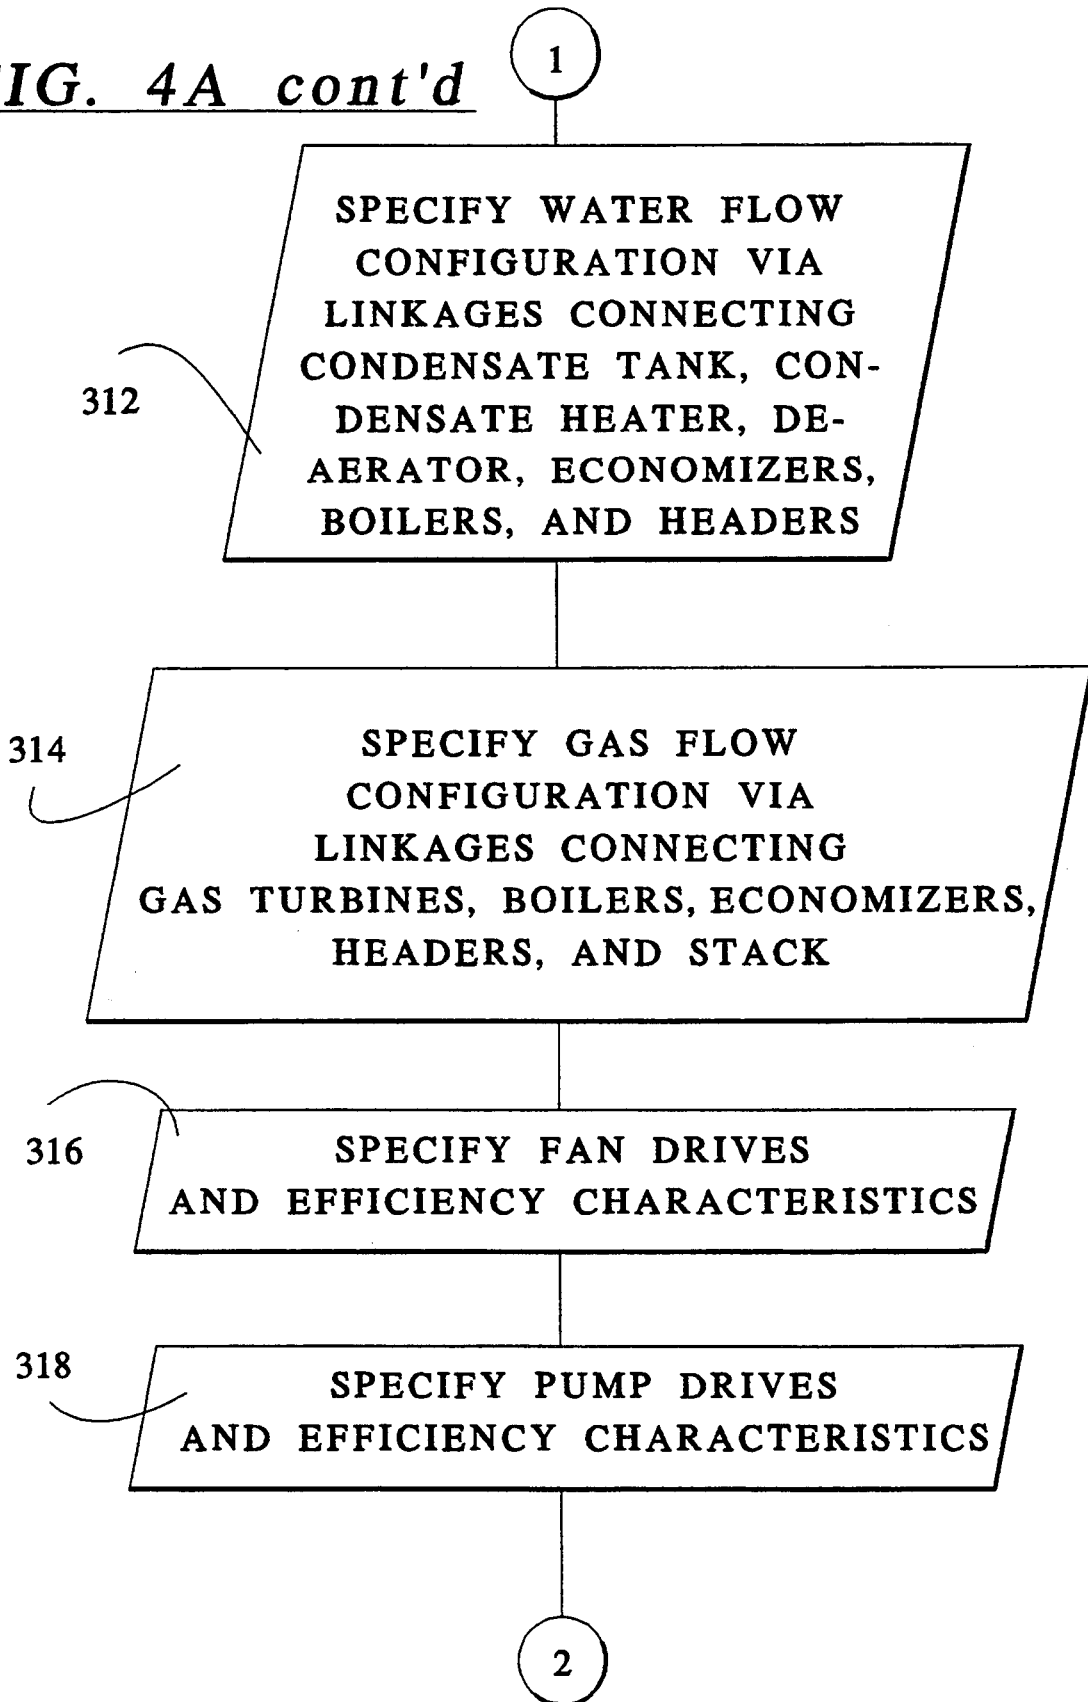 IG. 4A cont'd
1
SPECIFY WATER FLOW
CONFIGURATION VIA
LINKAGES CONNECTING
CONDENSATE TANK, CON-
DENSATE HEATER, DE-
AERATOR, ECONOMIZERS,
BOILERS, AND HEADERS
312
314
SPECIFY GAS FLOW
CONFIGURATION VIA
LINKAGES CONNECTING
GAS TURBINES, BOILERS, ECONOMIZERS,
HEADERS, AND STACK
316
SPECIFY FAN DRIVES
AND EFFICIENCY CHARACTERISTICS
318
SPECIFY PUMP DRIVES
AND EFFICIENCY CHARACTERISTICS
2